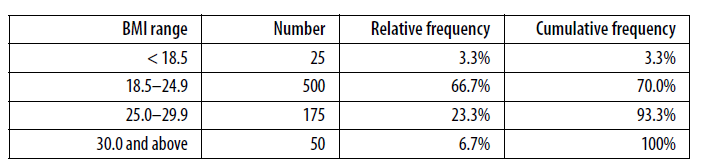 BMI range Number Relative frequency Cumulative frequency
< 18.5 25 3.3% 3.3%
18.5–24.9 500 66.7% 70.0%
25.0–29.9 175 23.3% 93.3%
30.0 and above 50 6.7% 100%